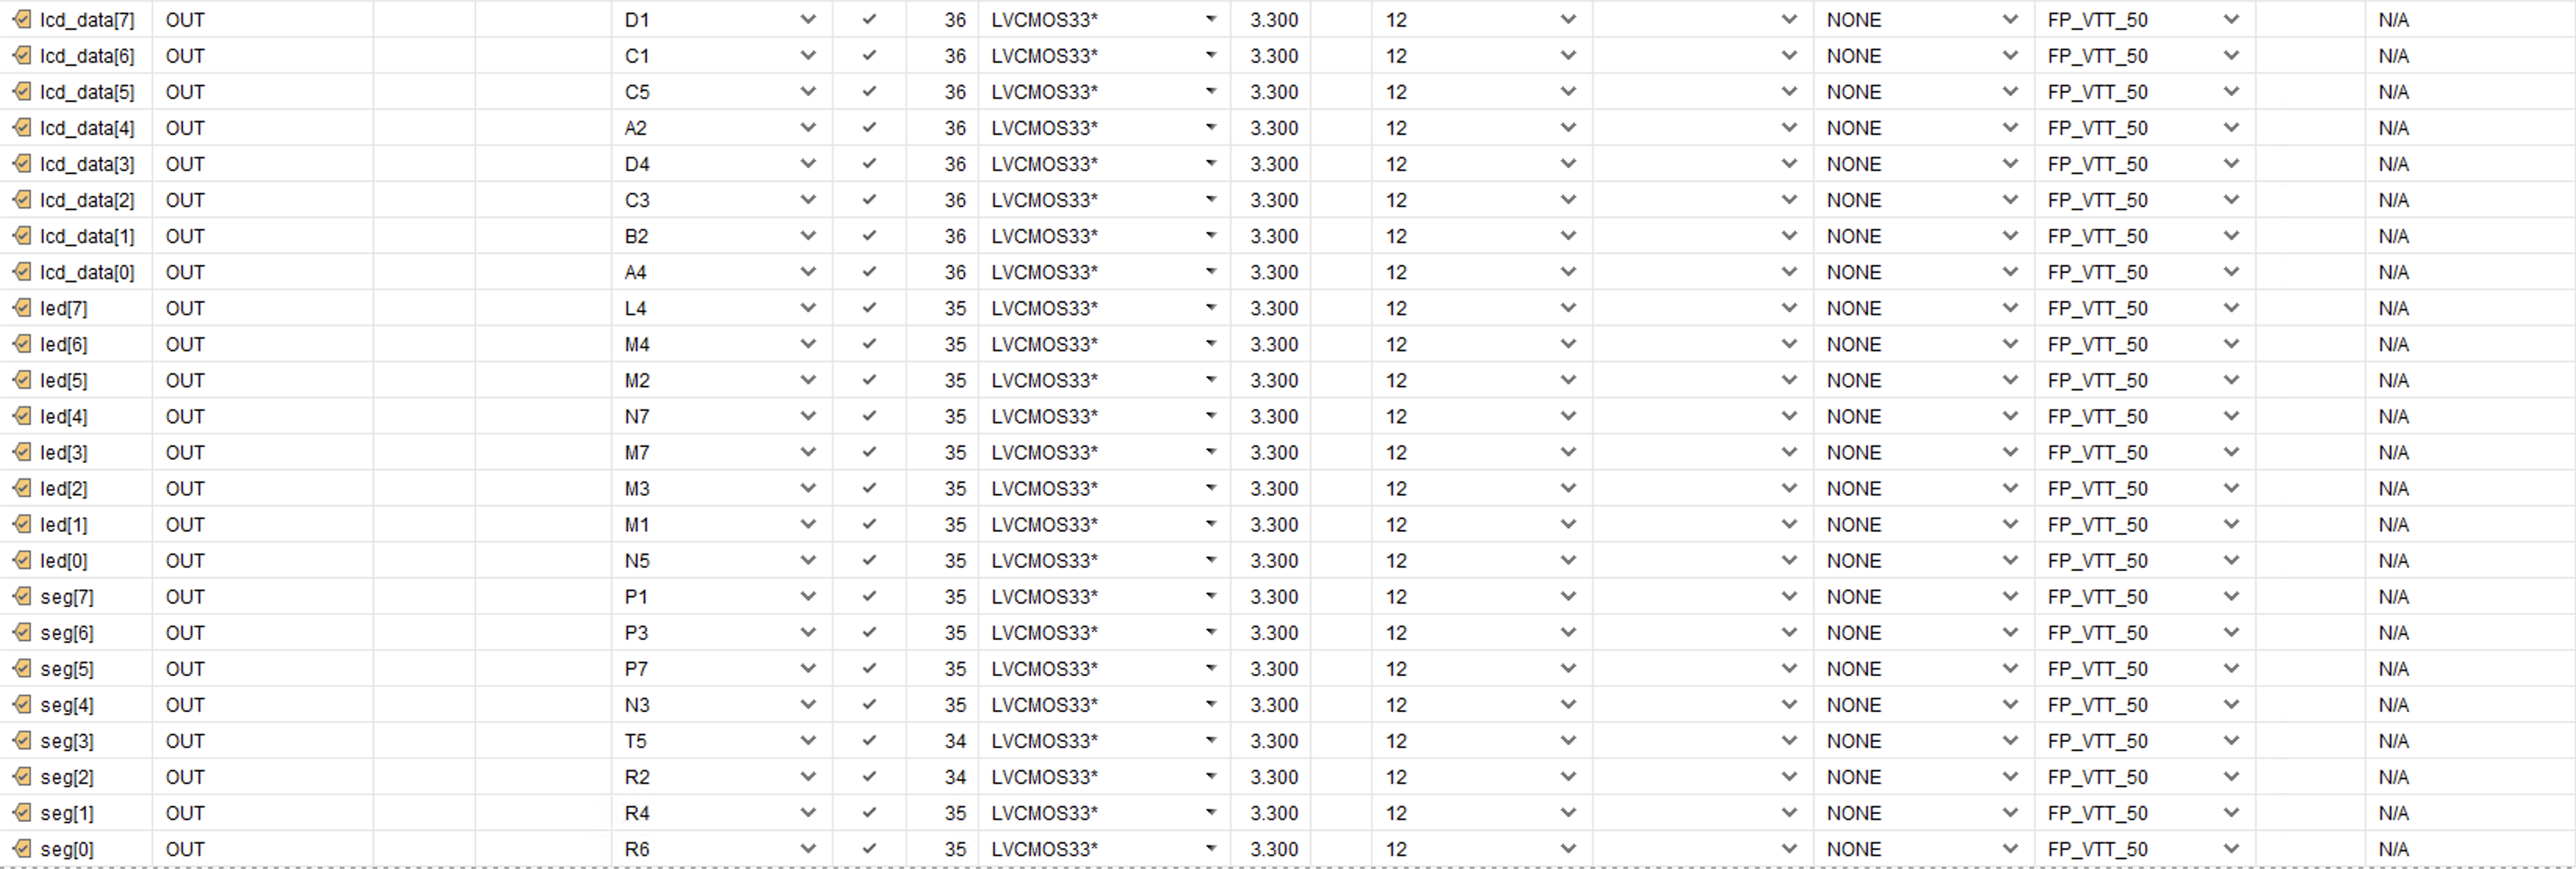 lcd_data[7] OUT D1 36 LVCMOS33* 3.300 12 NONE FP_VTT_50 N/A
lcd_data[6] OUT C1 36 LVCMOS33* 3.300 12 NONE FP_VTT_50 N/A
lcd_data[5] OUT C5 36 LVCMOS33* 3.300 12 NONE FP_VTT_50 N/A
lcd_data[4] OUT A2 36 LVCMOS33* 3.300 12 NONE FP_VTT_50 N/A
lcd_data[3] OUT D4 36 LVCMOS33* 3.300 12 NONE FP_VTT_50 N/A
lcd_data[2] OUT C3 36 LVCMOS33* 3.300 12 NONE FP_VTT_50 N/A
lcd_data[1] OUT B2 36 LVCMOS33* 3.300 12 NONE FP_VTT_50 N/A
lcd_data[0] OUT A4 36 LVCMOS33* 3.300 12 NONE FP_VTT_50 N/A
led[7] OUT L4 35 LVCMOS33* 3.300 12 NONE FP_VTT_50 N/A
led[6] OUT M4 35 LVCMOS33* 3.300 12 NONE FP_VTT_50 N/A
led[5] OUT M2 35 LVCMOS33* 3.300 12 NONE FP_VTT_50 N/A
led[4] OUT N7 35 LVCMOS33* 3.300 12 NONE FP_VTT_50 N/A
led[3] OUT M7 35 LVCMOS33* 3.300 12 NONE FP_VTT_50 N/A
led[2] OUT M3 35 LVCMOS33* 3.300 12 NONE FP_VTT_50 N/A
led[1] OUT M1 35 LVCMOS33* 3.300 12 NONE FP_VTT_50 N/A
led[0] OUT N5 35 LVCMOS33* 3.300 12 NONE FP_VTT_50 N/A
seg[7] OUT P1 35 LVCMOS33* 3.300 12 NONE FP_VTT_50 N/A
seg[6] OUT P3 35 LVCMOS33* 3.300 12 NONE FP_VTT_50 N/A
seg[5] OUT P7 35 LVCMOS33* 3.300 12 NONE FP_VTT_50 N/A
seg[4] OUT N3 35 LVCMOS33* 3.300 12 NONE FP_VTT_50 N/A
seg[3] OUT T5 34 LVCMOS33* 3.300 12 NONE FP_VTT_50 N/A
seg[2] OUT R2 34 LVCMOS33* 3.300 12 NONE FP_VTT_50 N/A
seg[1] OUT R4 35 LVCMOS33* 3.300 12 NONE FP_VTT_50 N/A
seg[0] OUT R6 35 LVCMOS33* 3.300 12 NONE FP_VTT_50 N/A